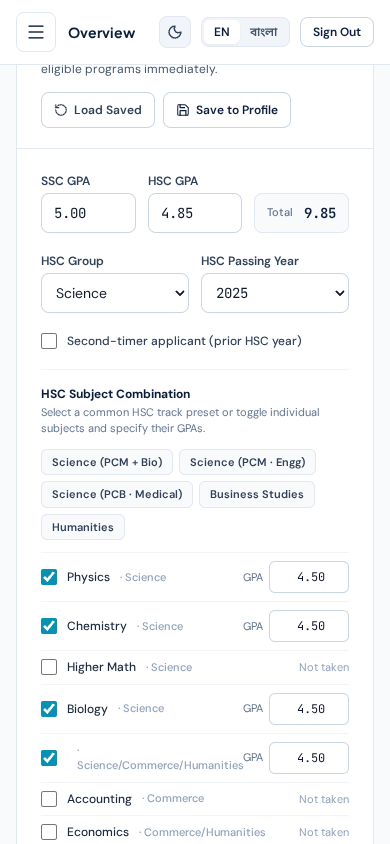 Overview
EN
বাংলা
Sign Out
eligible programs immediately.
Load Saved
Save to Profile
SSC GPA
HSC GPA
5.00
4.85
Total 9.85
HSC Group
HSC Passing Year
Science
2025
Second-timer applicant (prior HSC year)
HSC Subject Combination
Select a common HSC track preset or toggle individual
subjects and specify their GPAs.
Science (PCM + Bio)
Science (PCM · Engg)
Science (PCB · Medical)
Business Studies
Humanities
Physics · Science GPA 4.50
Chemistry · Science GPA 4.50
Higher Math · Science Not taken
Biology · Science GPA 4.50
·
Science/Commerce/Humanities GPA 4.50
Accounting · Commerce Not taken
Economics · Commerce/Humanities Not taken